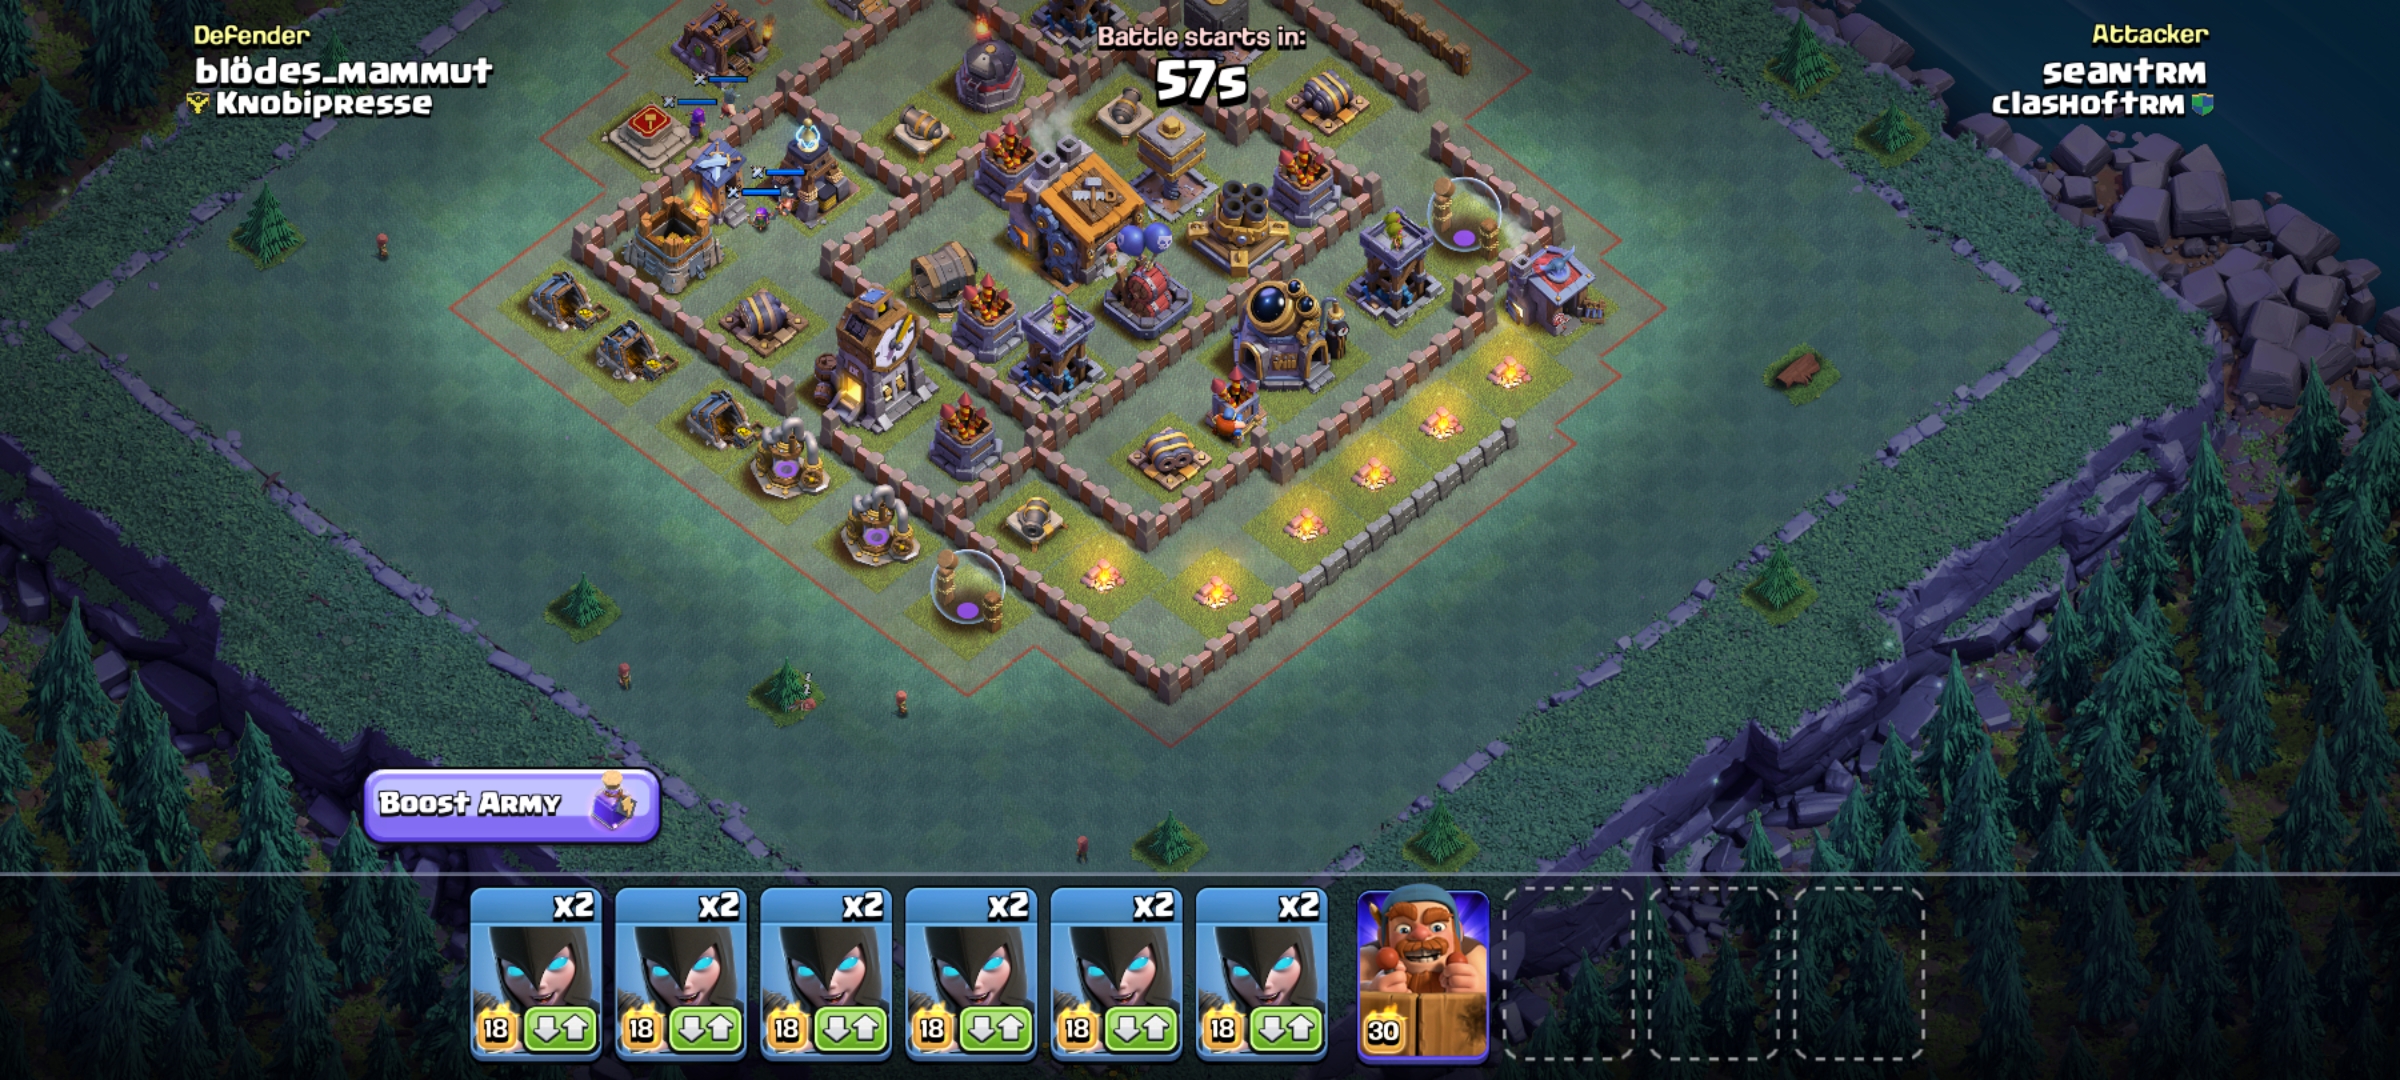 Defender
blödes_mammut
Knobipresse
Battle starts in:
57s
Attacker
seantRM
clashoftRM
Boost Army
x2
x2
x2
x2
x2
x2
18
18
18
18
18
18
30